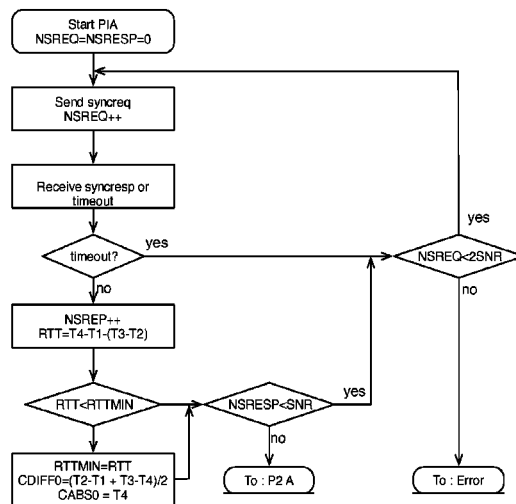 Start PIA
NSREQ=NSRESP=0
Send syncreq
NSREQ++
Receive syncresp or
timeout
timeout?
yes
no
NSREQ<2SNR
yes
no
NSREP++
RTT=T4-T1-(T3-T2)
RTT<RTTMIN
NSRESP<SNR
yes
no
RTTMIN=RTT
CDIFF0=(T2-T1 + T3-T4)/2
CABS0 = T4
To : P2 A
To : Error